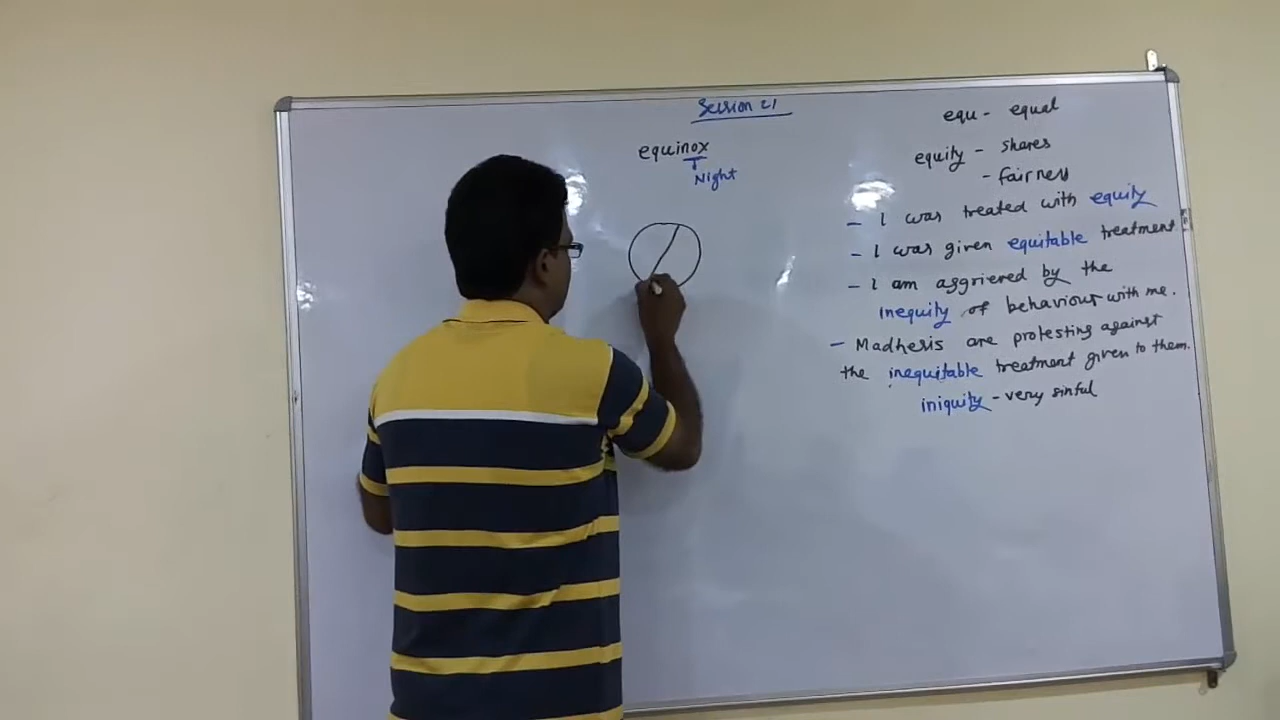 Session 21
equinox
Night
equ - equal
equity - shares
- fairness
- I was treated with equity
- I was given equitable treatment
- I am aggrieved by the
inequity of behaviour with me.
- Madhesis are protesting against
the inequitable treatment given to them.
iniquity - very sinful